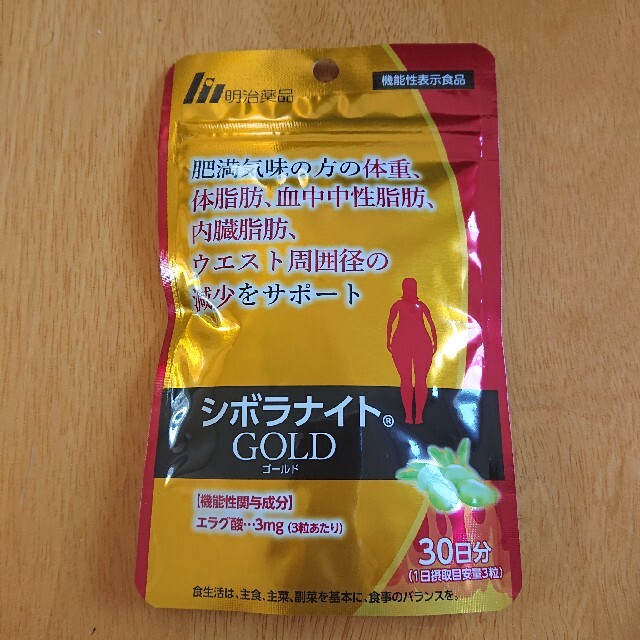 明治薬品
機能性表示食品
肥満気味の方の体重、
体脂肪、血中中性脂肪、
内臓脂肪、
ウエスト周囲径の
減少をサポート
シボラナイト®
GOLD
ゴールド
【機能性関与成分】
エラグ酸…3mg (3粒あたり)
30日分
(1日摂取目安量3粒)
食生活は、主食、主菜、副菜を基本に、食事のバランスを。